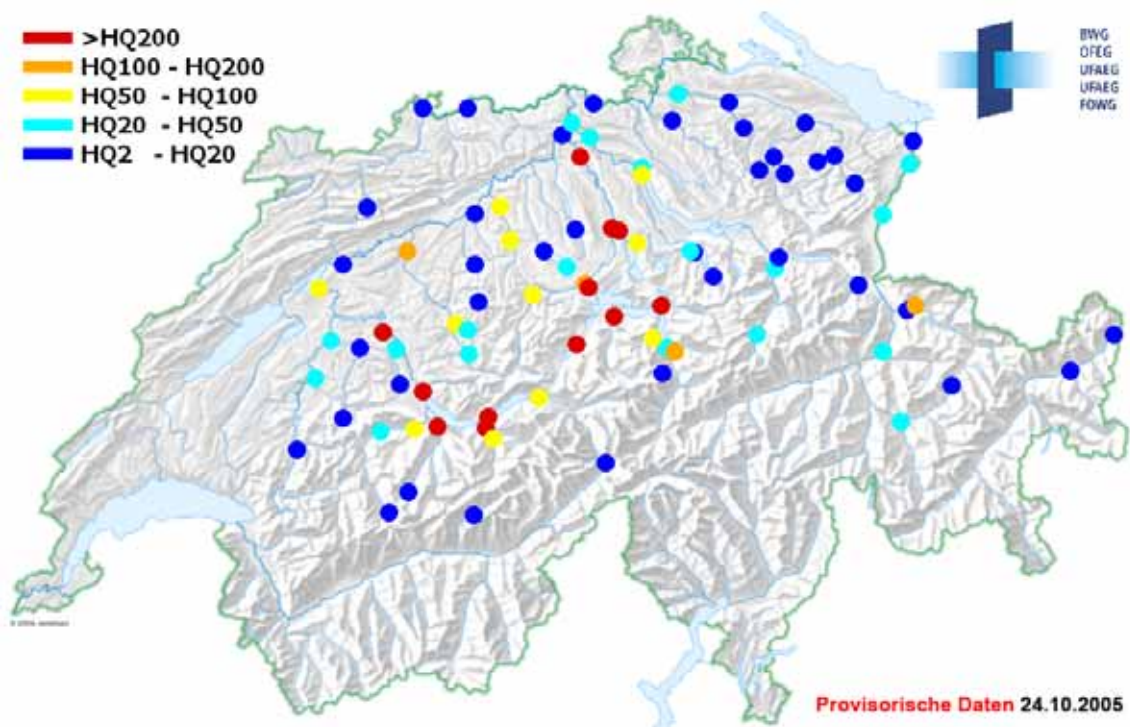 >HQ200
HQ100 - HQ200
HQ50 - HQ100
HQ20 - HQ50
HQ2 - HQ20
BWG
OFEG
UFAEG
UFAEG
FOWG
Provisorische Daten 24.10.2005